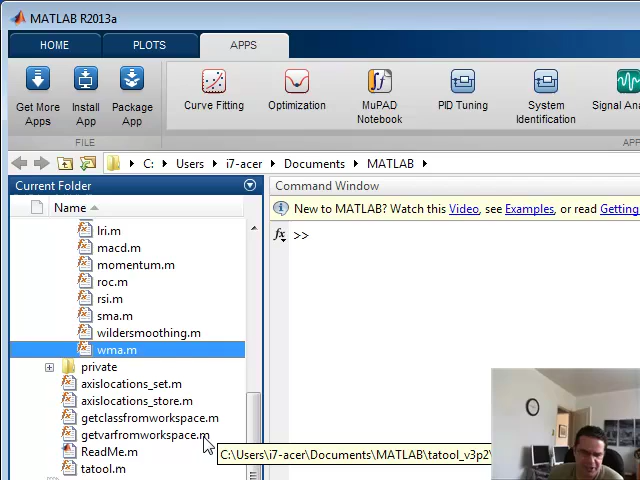 MATLAB R2013a
HOME
PLOTS
APPS
Get More Apps
Install App
Package App
Curve Fitting
Optimization
MuPAD Notebook
PID Tuning
System Identification
Signal Ana
FILE
APP
C: Users i7-acer Documents MATLAB
Current Folder
Command Window
Name
New to MATLAB? Watch this Video, see Examples, or read Getting
fx >>
lri.m
macd.m
momentum.m
roc.m
rsi.m
sma.m
wildersmoothing.m
wma.m
private
axislocations_set.m
axislocations_store.m
getclassfromworkspace.m
getvarfromworkspace.m
C:\Users\i7-acer\Documents\MATLAB\tatool_v3p2\
ReadMe.m
tatool.m